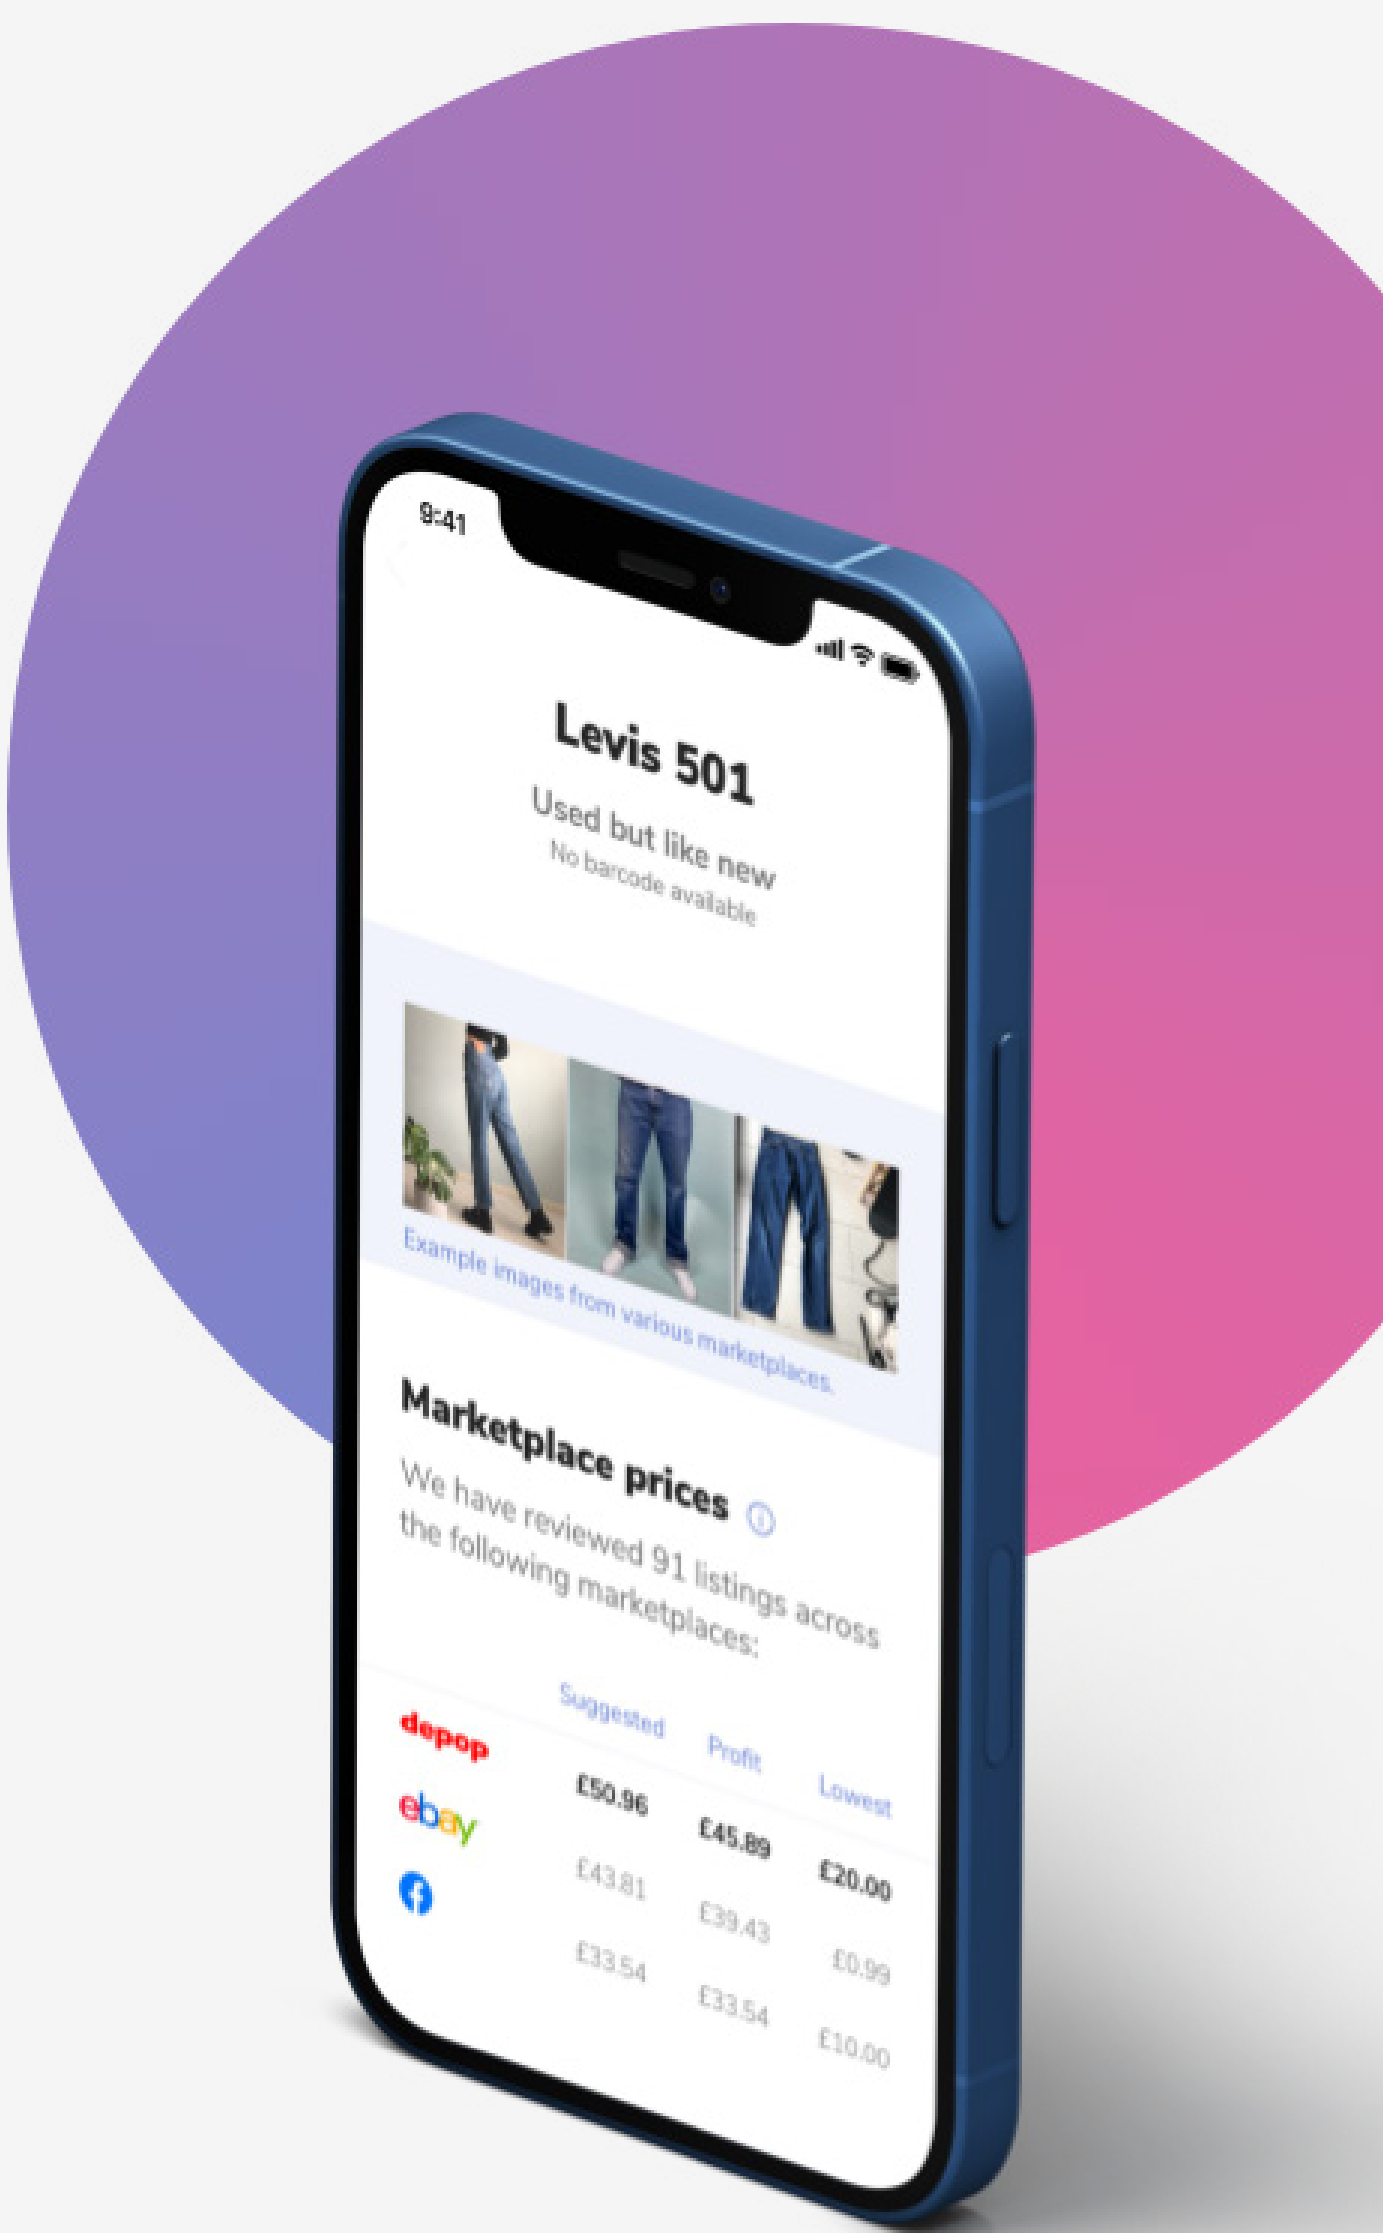 9:41
Levis 501
Used but like new
No barcode available
Example images from various marketplaces.
Marketplace prices
We have reviewed 91 listings across
the following marketplaces:
Suggested Profit Lowest
depop £50.96 £45.89 £20.00
ebay £43.81 £39.43 £0.99
£33.54 £33.54 £10.00